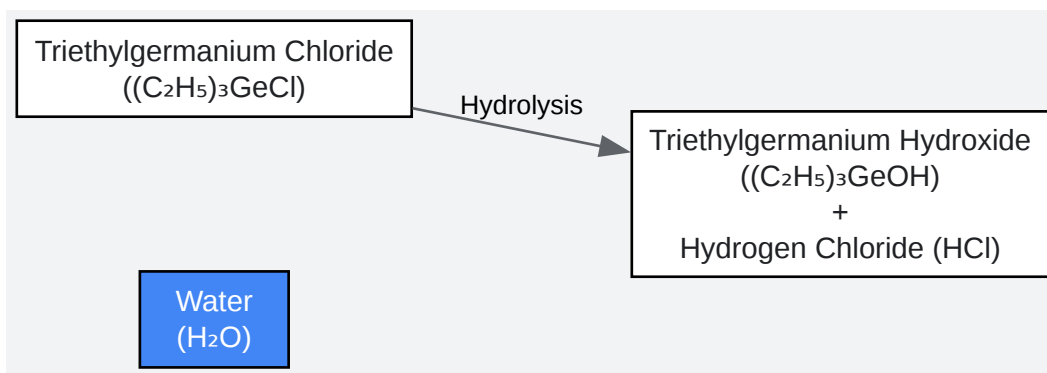 Triethylgermanium Chloride
((C₂H₅)₃GeCl)
Hydrolysis
Triethylgermanium Hydroxide
((C₂H₅)₃GeOH)
+
Hydrogen Chloride (HCl)
Water
(H₂O)